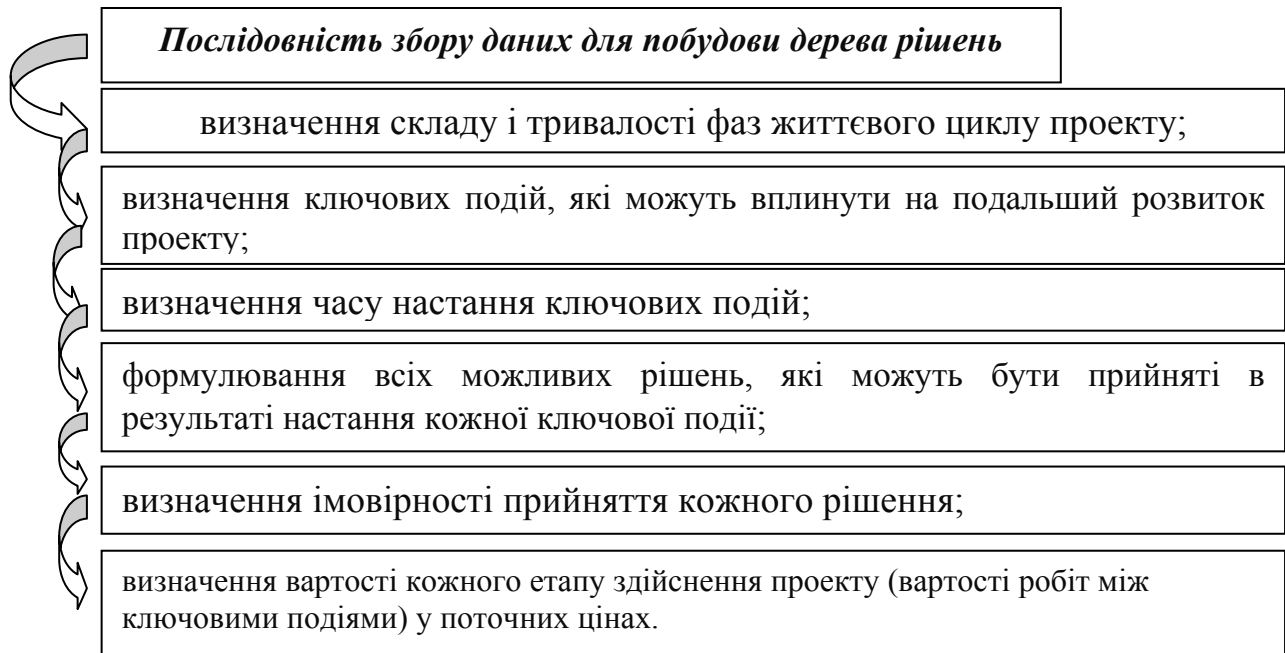 Послідовність збору даних для побудови дерева рішень
визначення складу і тривалості фаз життєвого циклу проекту;
визначення ключових подій, які можуть вплинути на подальший розвиток
проекту;
визначення часу настання ключових подій;
формулювання всіх можливих рішень, які можуть бути прийняті в
результаті настання кожної ключової події;
визначення імовірності прийняття кожного рішення;
визначення вартості кожного етапу здійснення проекту (вартості робіт між
ключовими подіями) у поточних цінах.